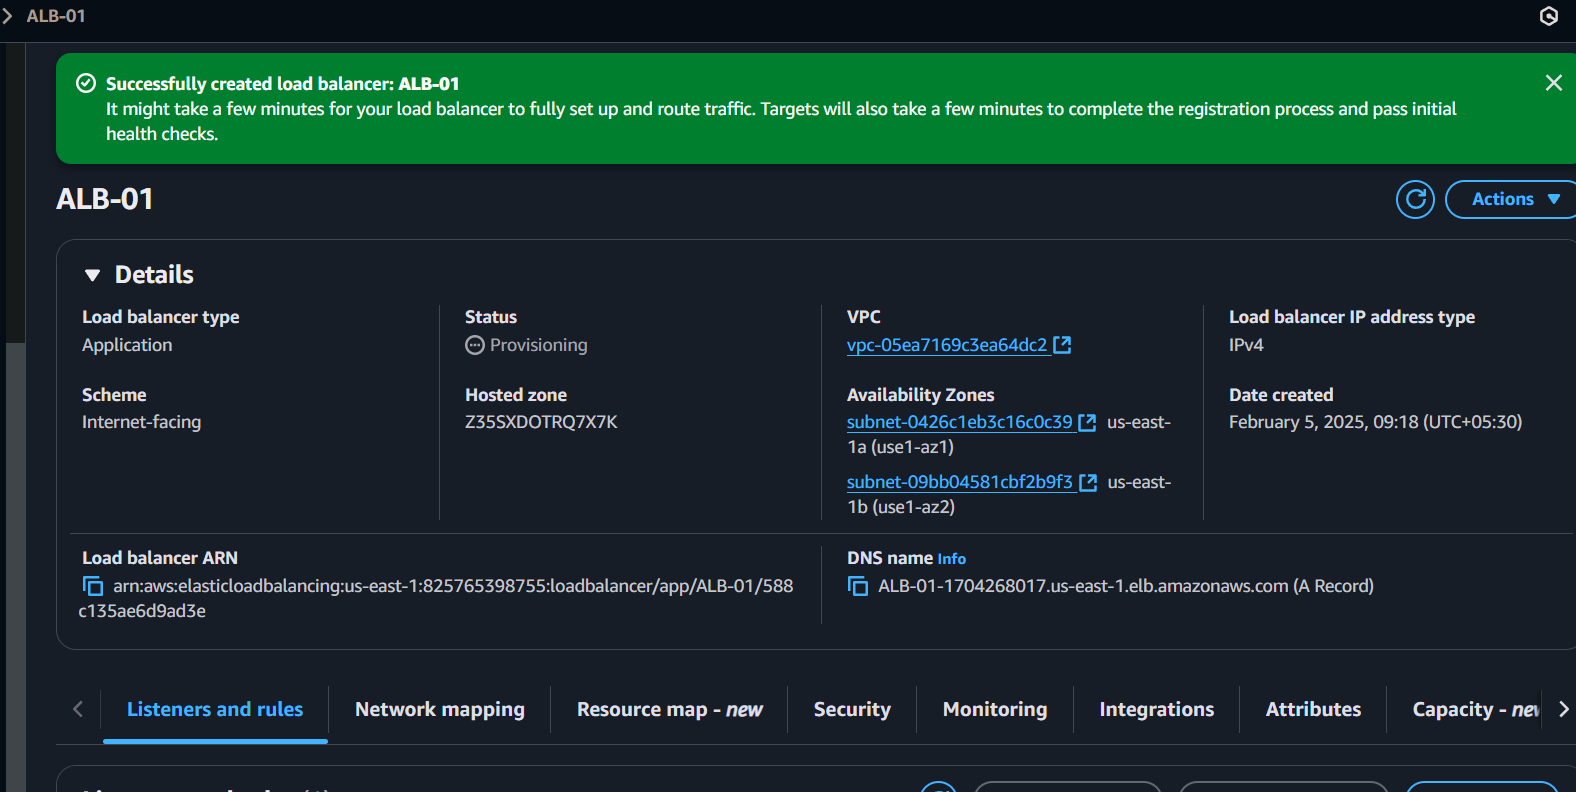 ALB-01
Successfully created load balancer: ALB-01
It might take a few minutes for your load balancer to fully set up and route traffic. Targets will also take a few minutes to complete the registration process and pass initial
health checks.
ALB-01
Actions
Details
Load balancer type
Application
Status
Provisioning
VPC
vpc-05ea7169c3ea64dc2
Load balancer IP address type
IPv4
Scheme
Internet-facing
Hosted zone
Z35SXDOTRQ7X7K
Availability Zones
subnet-0426c1eb3c16c0c39 us-east-
1a (use1-az1)
subnet-09bb04581cbf2b9f3 us-east-
1b (use1-az2)
Date created
February 5, 2025, 09:18 (UTC+05:30)
Load balancer ARN
arn:aws:elasticloadbalancing:us-east-1:825765398755:loadbalancer/app/ALB-01/588
c135ae6d9ad3e
DNS name Info
ALB-01-1704268017.us-east-1.elb.amazonaws.com (A Record)
Listeners and rules
Network mapping
Resource map - new
Security
Monitoring
Integrations
Attributes
Capacity - new